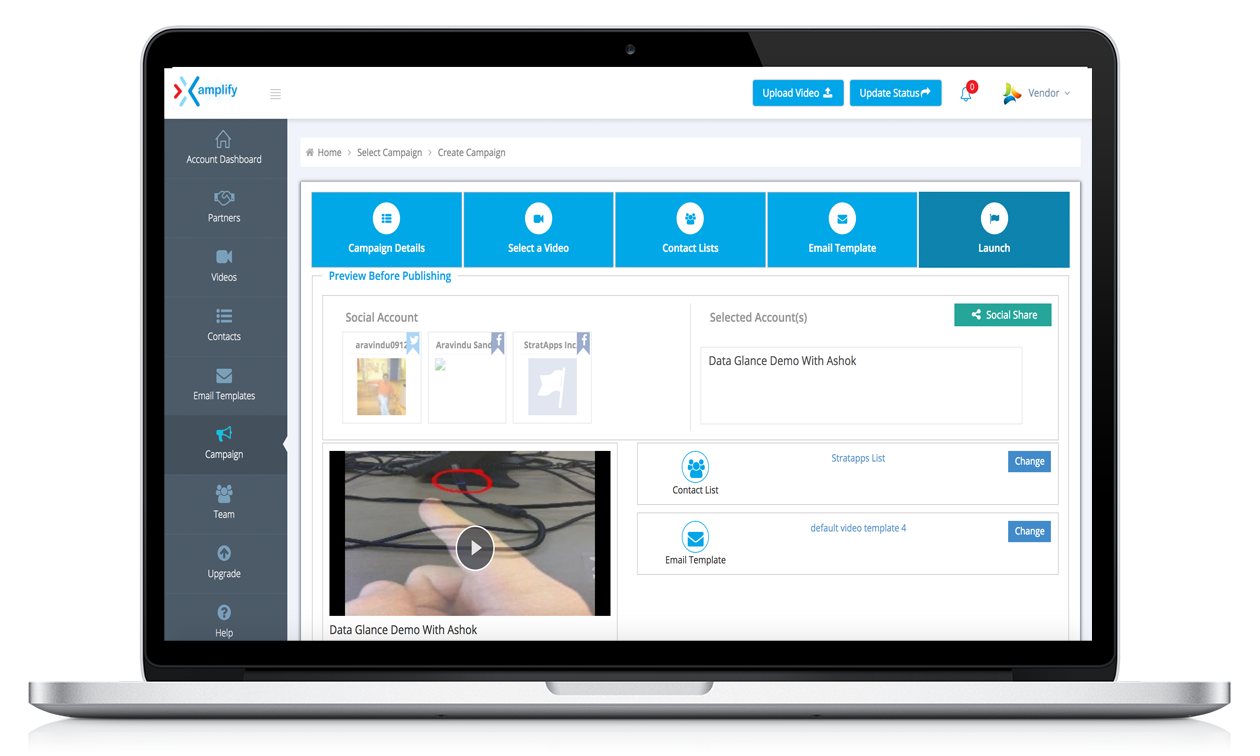 amplify
Upload Video
Update Status
0
Vendor
Account Dashboard
Partners
Videos
Contacts
Email Templates
Campaign
Team
Upgrade
Help
Home > Select Campaign > Create Campaign
Campaign Details
Select a Video
Contact Lists
Email Template
Launch
Preview Before Publishing
Social Account
aravindu0912
Aravindu Sand
StratApps Inc
Selected Account(s)
Social Share
Data Glance Demo With Ashok
Data Glance Demo With Ashok
Contact List
Stratapps List
Change
Email Template
default video template 4
Change